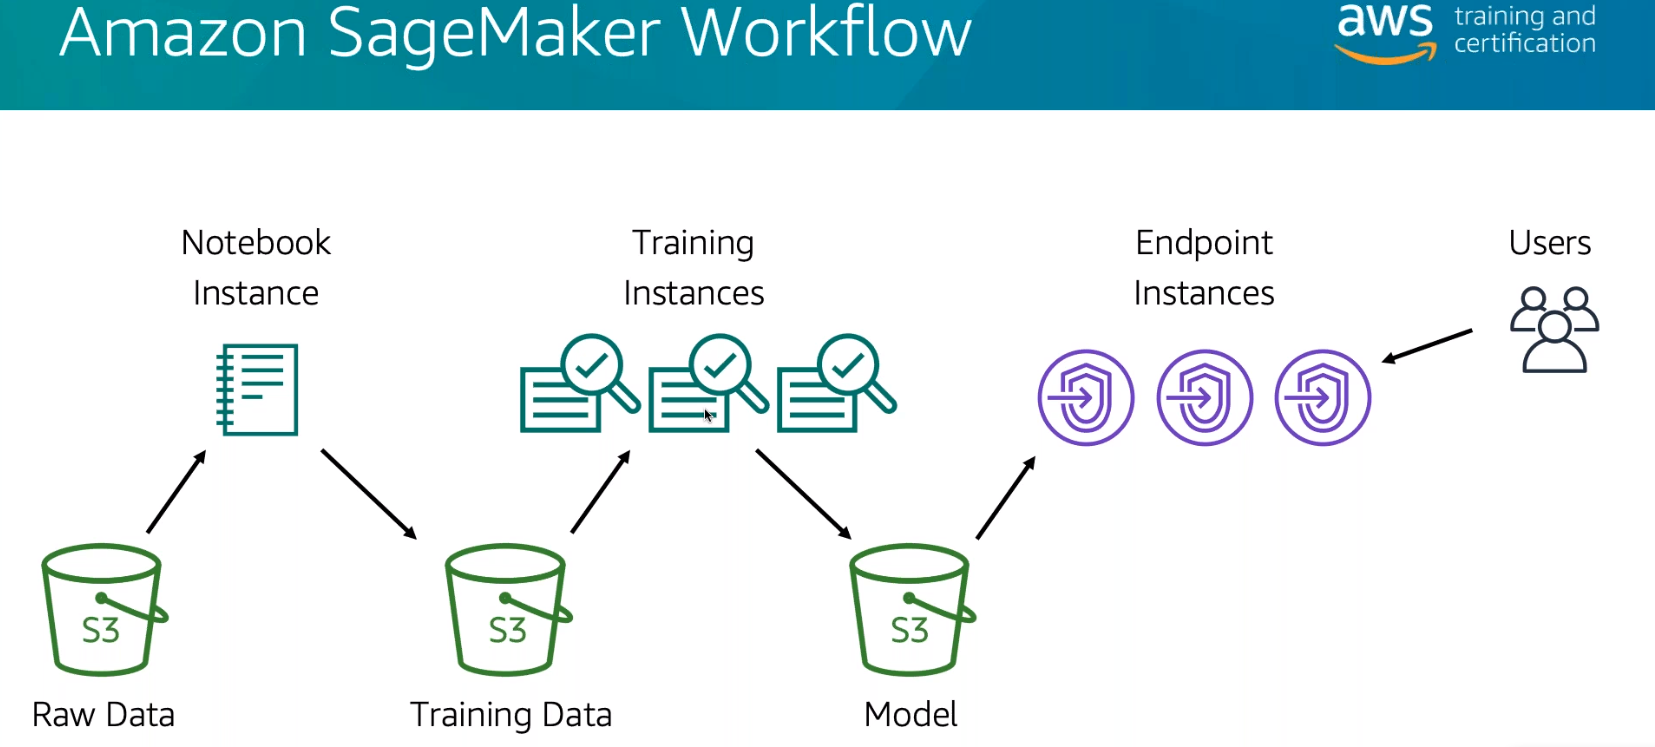 Amazon SageMaker Workflow
aws
training and
certification
Notebook
Instance
Training
Instances
Endpoint
Instances
Users
S3
Raw Data
S3
Training Data
S3
Model